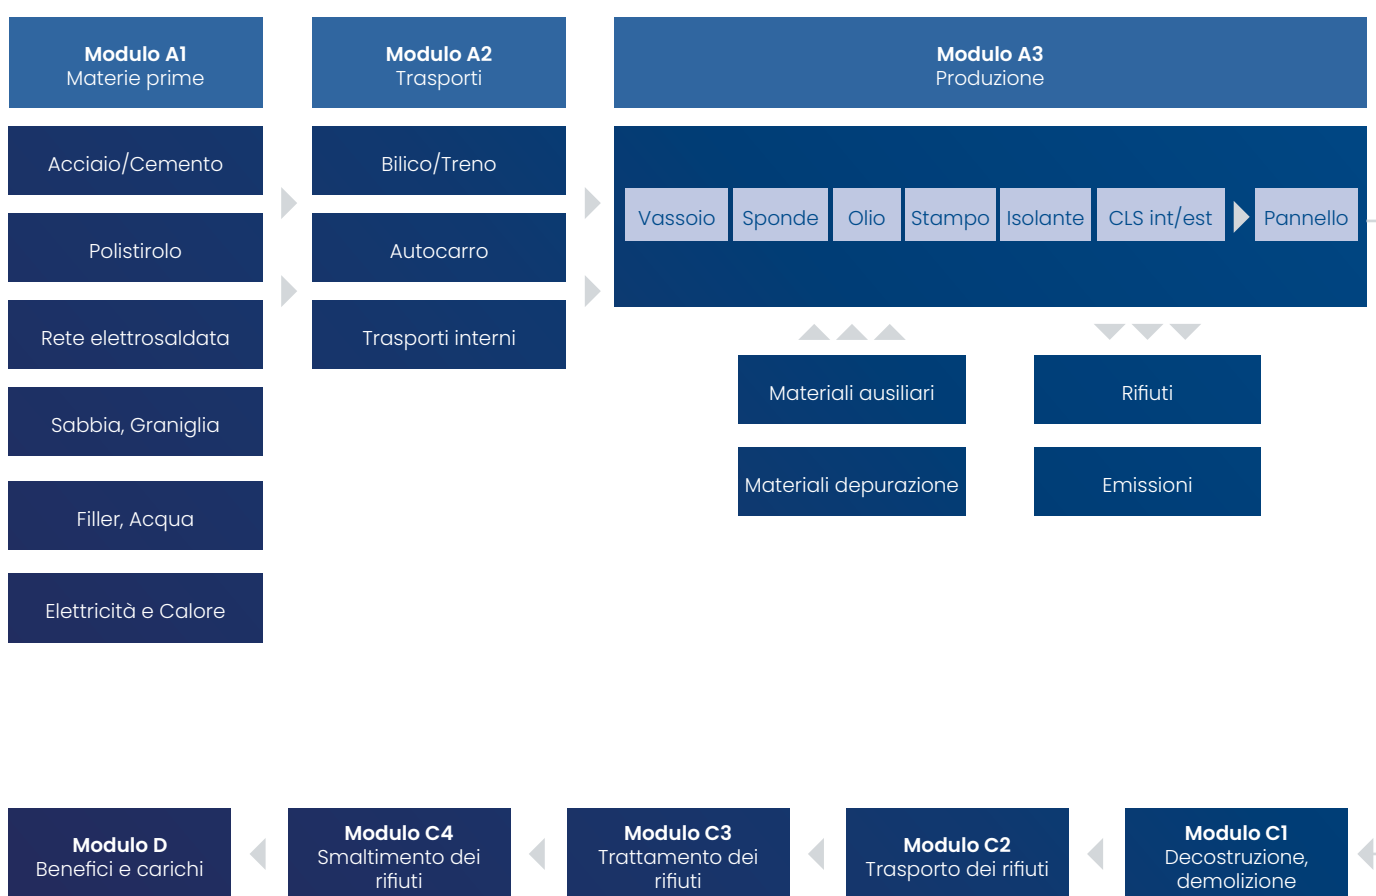 Modulo A1
Materie prime
Modulo A2
Trasporti
Modulo A3
Produzione
Acciaio/Cemento
Polistirolo
Rete elettrosaldata
Sabbia, Graniglia
Filler, Acqua
Elettricità e Calore
Bilico/Treno
Autocarro
Trasporti interni
Vassoio
Sponde
Olio
Stampo
Isolante
CLS int/est
Pannello
Materiali ausiliari
Materiali depurazione
Rifiuti
Emissioni
Modulo D
Benefici e carichi
Modulo C4
Smaltimento dei
rifiuti
Modulo C3
Trattamento dei
rifiuti
Modulo C2
Trasporto dei rifiuti
Modulo C1
Decostruzione,
demolizione